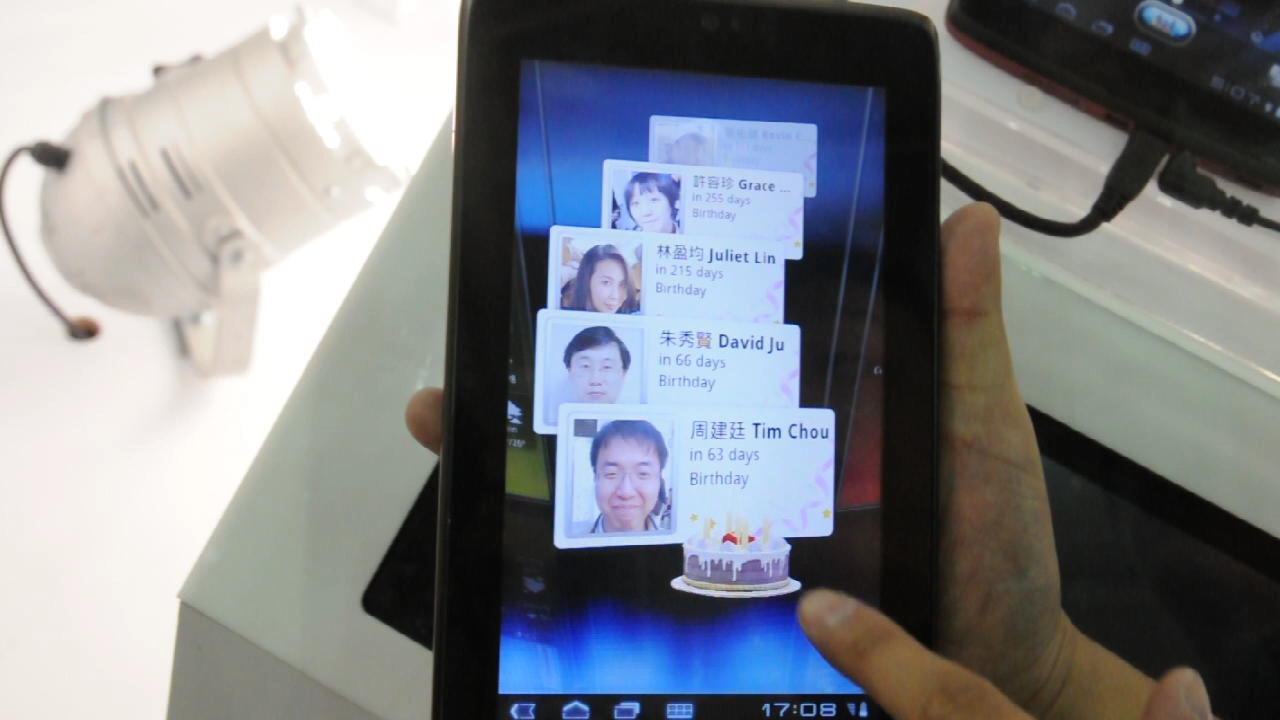 許容珍 Grace ...
in 255 days
Birthday
林盈均 Juliet Lin
in 215 days
Birthday
朱秀賢 David Ju
in 66 days
Birthday
周建廷 Tim Chou
in 63 days
Birthday
17:08